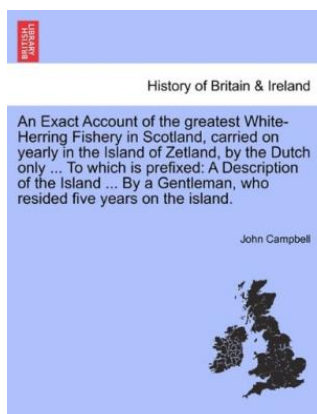 BRITISH
LIBRARY
History of Britain & Ireland
An Exact Account of the greatest White-
Herring Fishery in Scotland, carried on
yearly in the Island of Zetland, by the Dutch
only ... To which is prefixed: A Description
of the Island ... By a Gentleman, who
resided five years on the island.
John Campbell